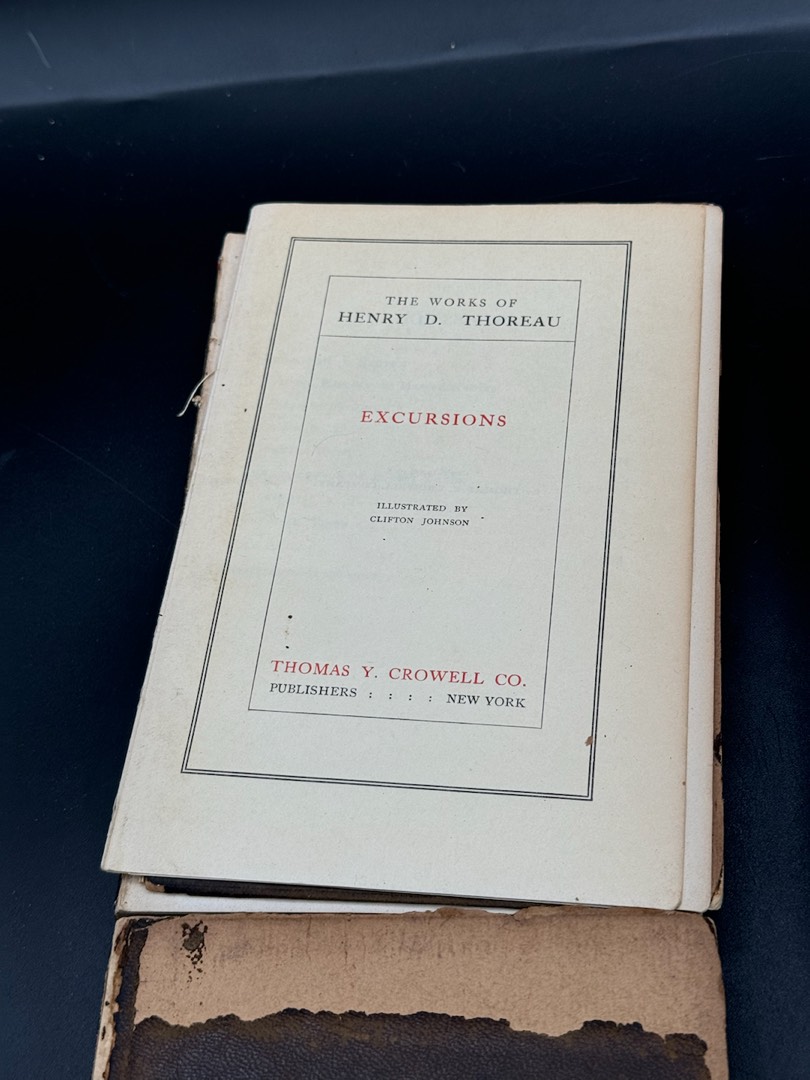 THE WORKS OF
HENRY D. THOREAU
EXCURSIONS
ILLUSTRATED BY
CLIFTON JOHNSON
THOMAS Y. CROWELL CO.
PUBLISHERS : : : : NEW YORK